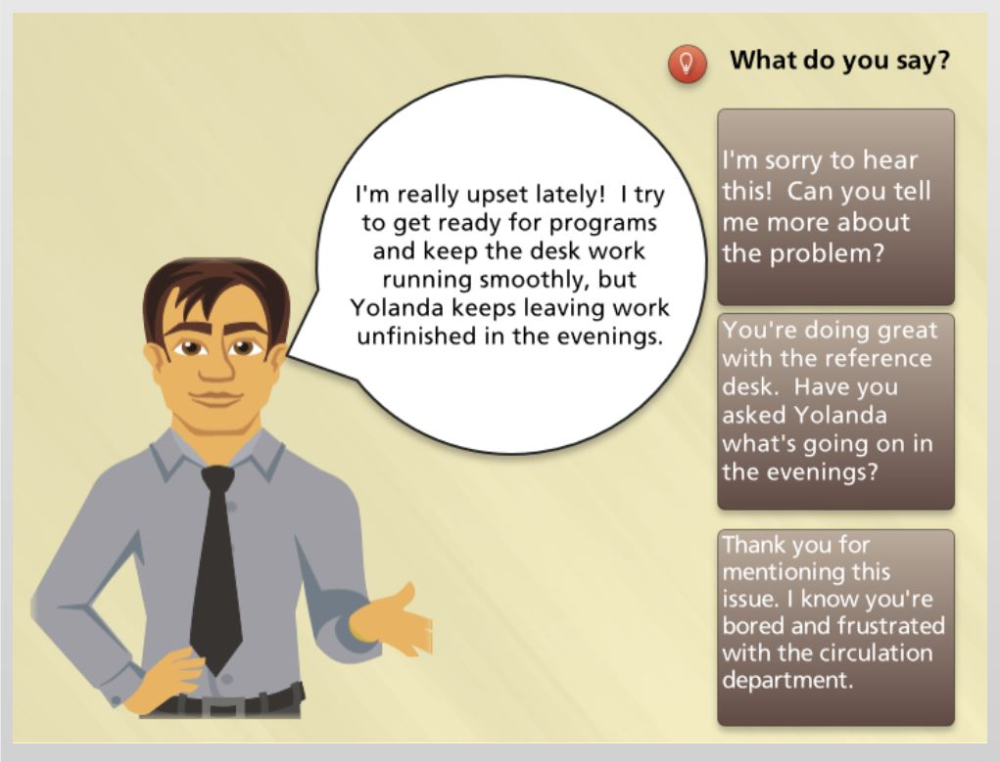 What do you say?
I'm really upset lately!  I try
to get ready for programs
and keep the desk work
running smoothly, but
Yolanda keeps leaving work
unfinished in the evenings.
I'm sorry to hear
this!  Can you tell
me more about
the problem?
You're doing great
with the reference
desk.  Have you
asked Yolanda
what's going on in
the evenings?
Thank you for
mentioning this
issue. I know you're
bored and frustrated
with the circulation
department.